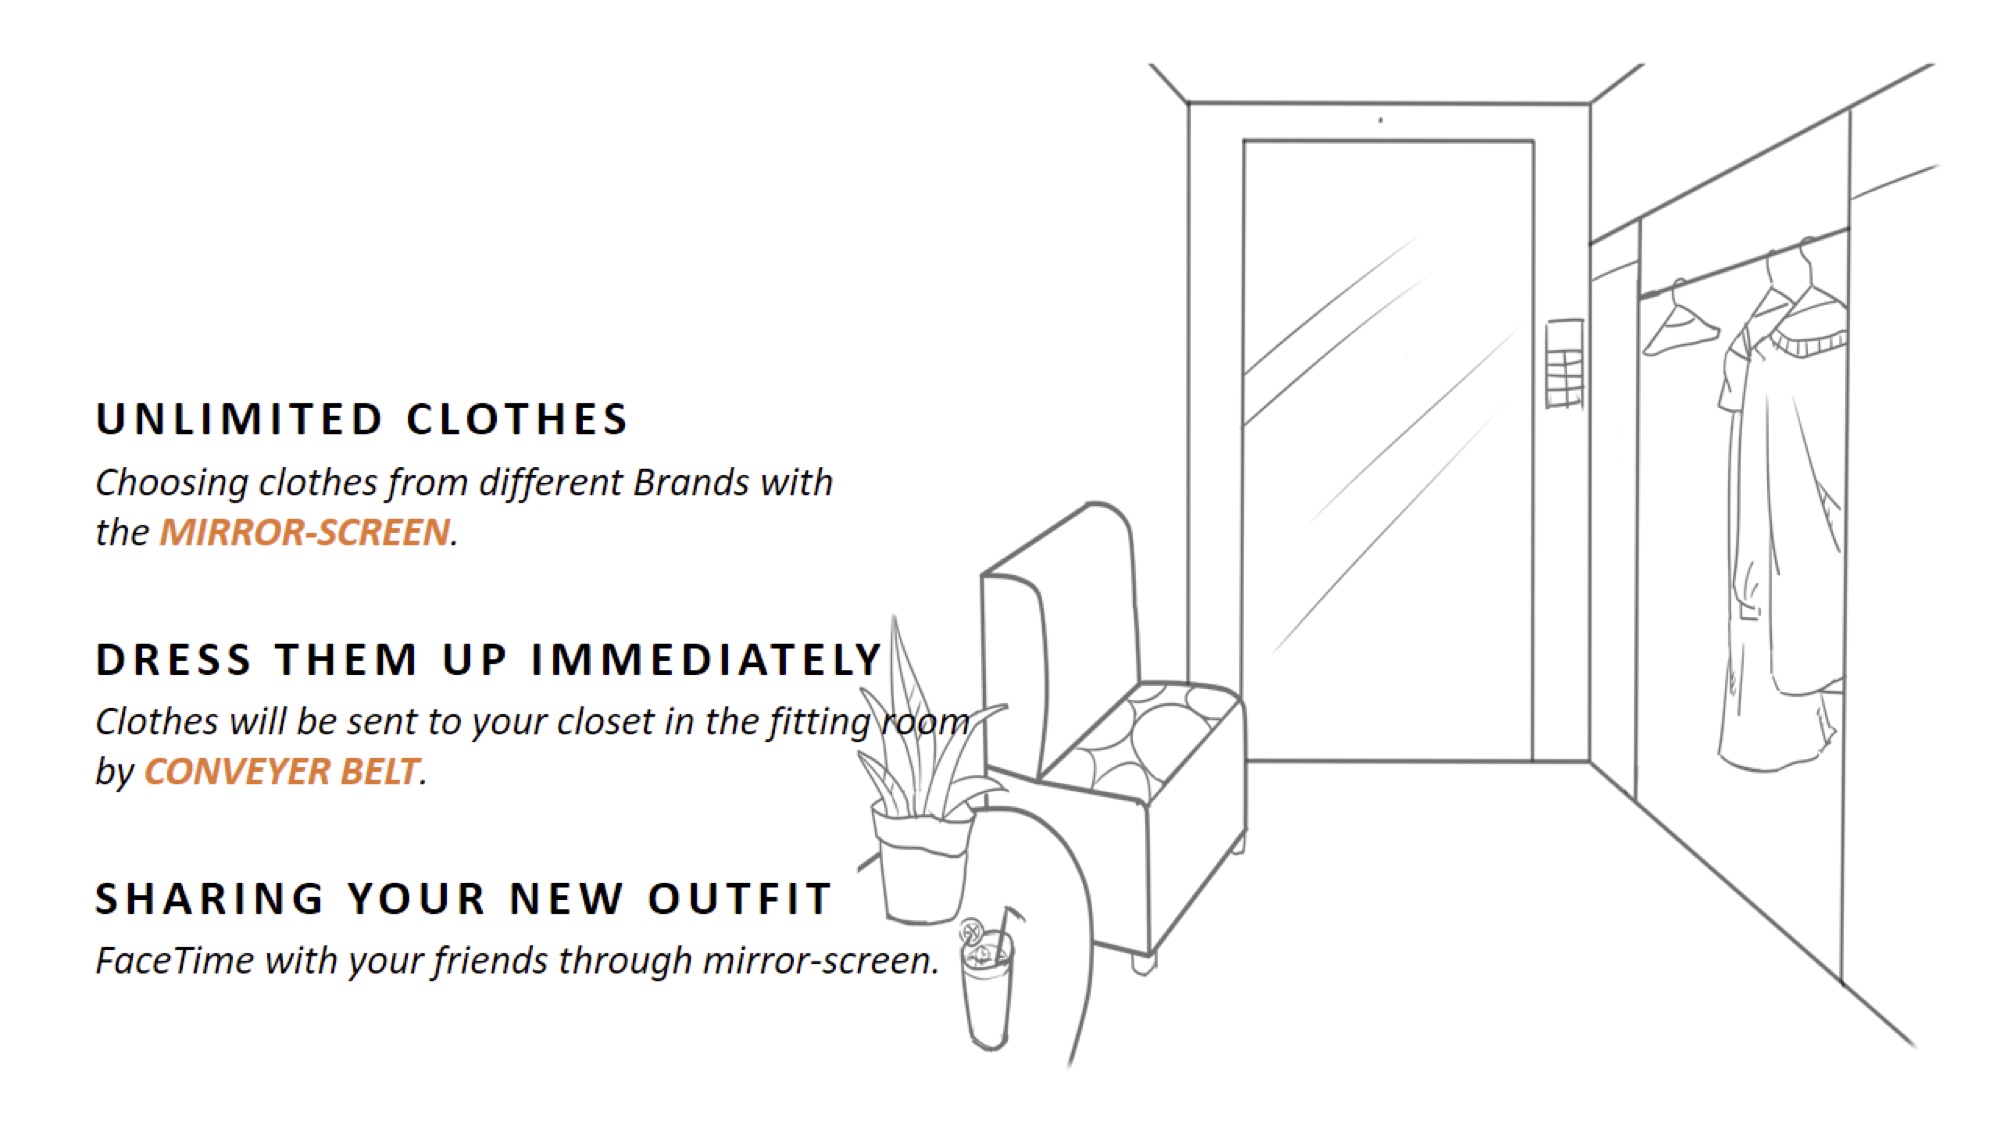 UNLIMITED CLOTHES
Choosing clothes from different Brands with
the MIRROR-SCREEN.
DRESS THEM UP IMMEDIATELY
Clothes will be sent to your closet in the fitting room
by CONVEYER BELT.
SHARING YOUR NEW OUTFIT
FaceTime with your friends through mirror-screen.